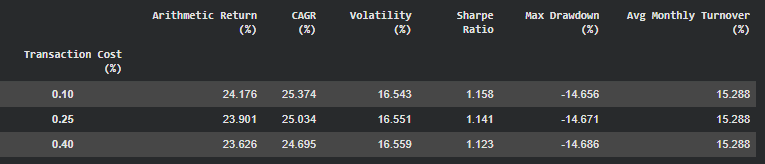 Arithmetic Return CAGR Volatility Sharpe Max Drawdown Avg Monthly Turnover
(%) (%) (%) Ratio (%) (%)
Transaction Cost
(%)
0.10 24.176 25.374 16.543 1.158 -14.656 15.288
0.25 23.901 25.034 16.551 1.141 -14.671 15.288
0.40 23.626 24.695 16.559 1.123 -14.686 15.288